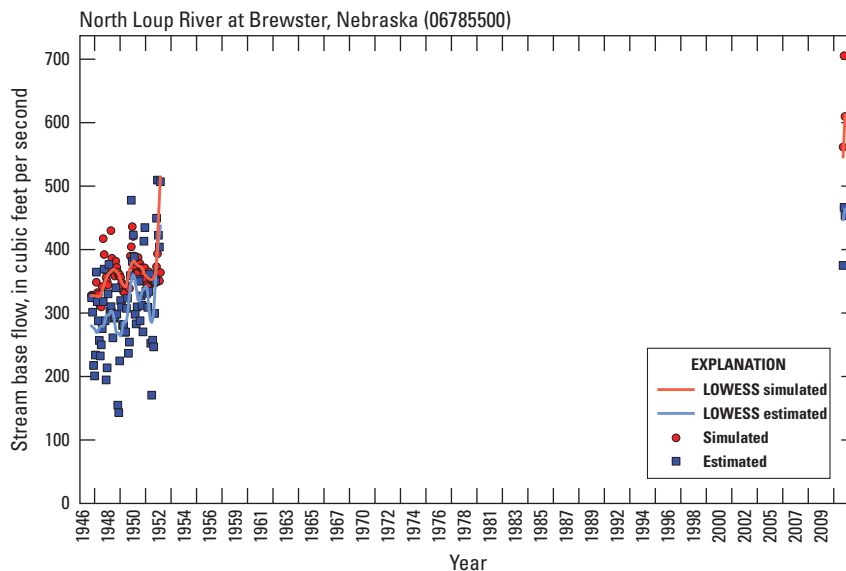 North Loup River at Brewster, Nebraska (06785500)
Stream base flow, in cubic feet per second
700
600
500
400
300
200
100
0
EXPLANATION
LOWESS simulated
LOWESS estimated
Simulated
Estimated
1946 1948 1950 1952 1954 1956 1959 1961 1963 1965 1967 1970 1972 1974 1976 1978 1981 1983 1985 1987 1989 1992 1994 1996 1998 2000 2002 2005 2007 2009
Year